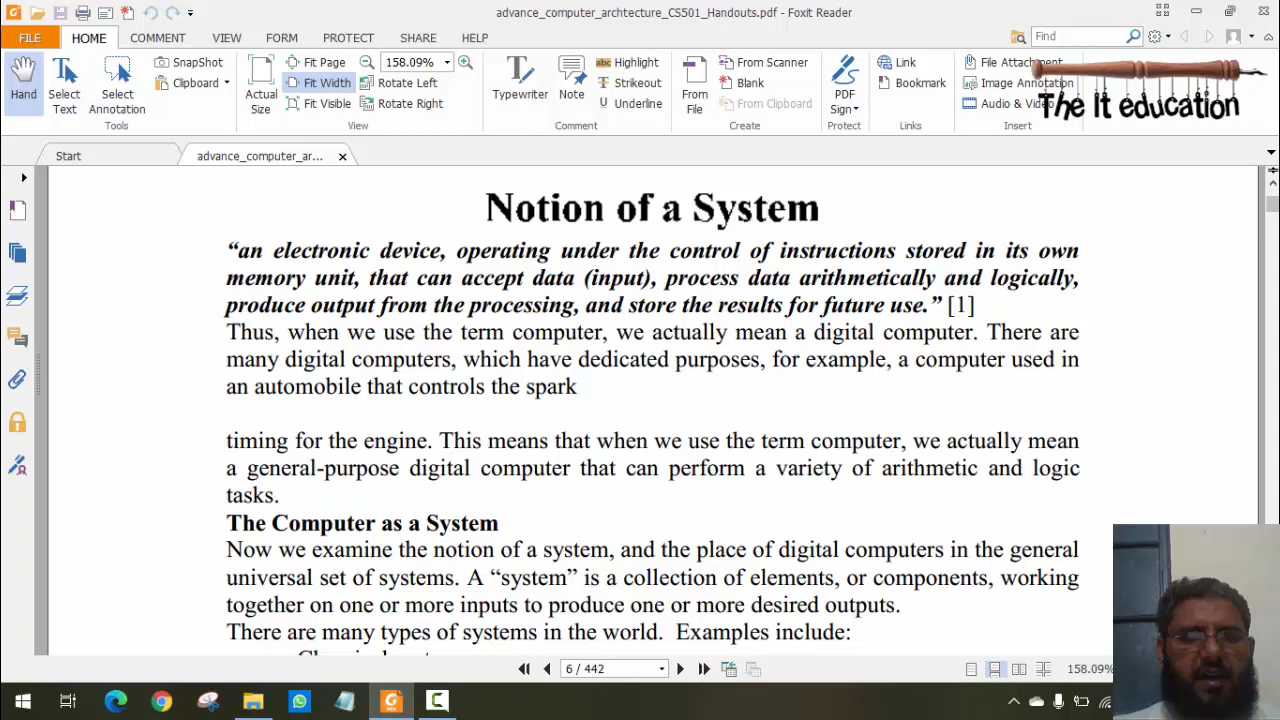 advance_computer_archtecture_CS501_Handouts.pdf - Foxit Reader
FILE HOME COMMENT VIEW FORM PROTECT SHARE HELP Find
SnapShot Fit Page 158.09% Highlight From Scanner Link File Attachment
Clipboard Fit Width Rotate Left Strikeout Blank Bookmark Image Annotation
Hand Select Text Select Annotation Actual Size Fit Visible Rotate Right Typewriter Note Underline From File From Clipboard PDF Sign Audio & Video
Tools View Comment Create Protect Links Insert
The It education
Start advance_computer_ar...
Notion of a System
“an electronic device, operating under the control of instructions stored in its own
memory unit, that can accept data (input), process data arithmetically and logically,
produce output from the processing, and store the results for future use.” [1]
Thus, when we use the term computer, we actually mean a digital computer. There are
many digital computers, which have dedicated purposes, for example, a computer used in
an automobile that controls the spark
timing for the engine. This means that when we use the term computer, we actually mean
a general-purpose digital computer that can perform a variety of arithmetic and logic
tasks.
The Computer as a System
Now we examine the notion of a system, and the place of digital computers in the general
universal set of systems. A “system” is a collection of elements, or components, working
together on one or more inputs to produce one or more desired outputs.
There are many types of systems in the world. Examples include:
6 / 442 158.09%